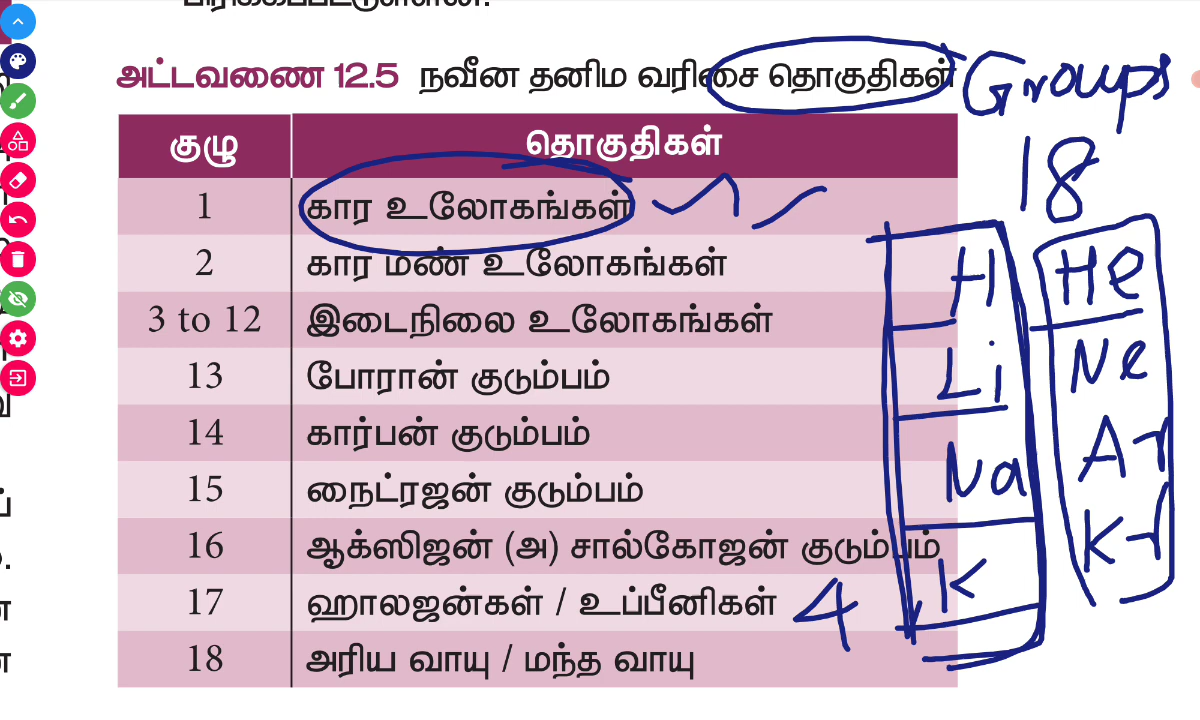 அட்டவணை 12.5 நவீன தனிம வரிசை தொகுதிகள் Groups
18
குழு தொகுதிகள்
1 கார உலோகங்கள்
2 கார மண் உலோகங்கள்
3 to 12 இடைநிலை உலோகங்கள்
13 போரான் குடும்பம்
14 கார்பன் குடும்பம்
15 நைட்ரஜன் குடும்பம்
16 ஆக்ஸிஜன் (அ) சால்கோஜன் குடும்பம்
17 ஹாலஜன்கள் / உப்பீனிகள் 4
18 அரிய வாயு / மந்த வாயு
H He
Li Ne
Na Ar
K Kr